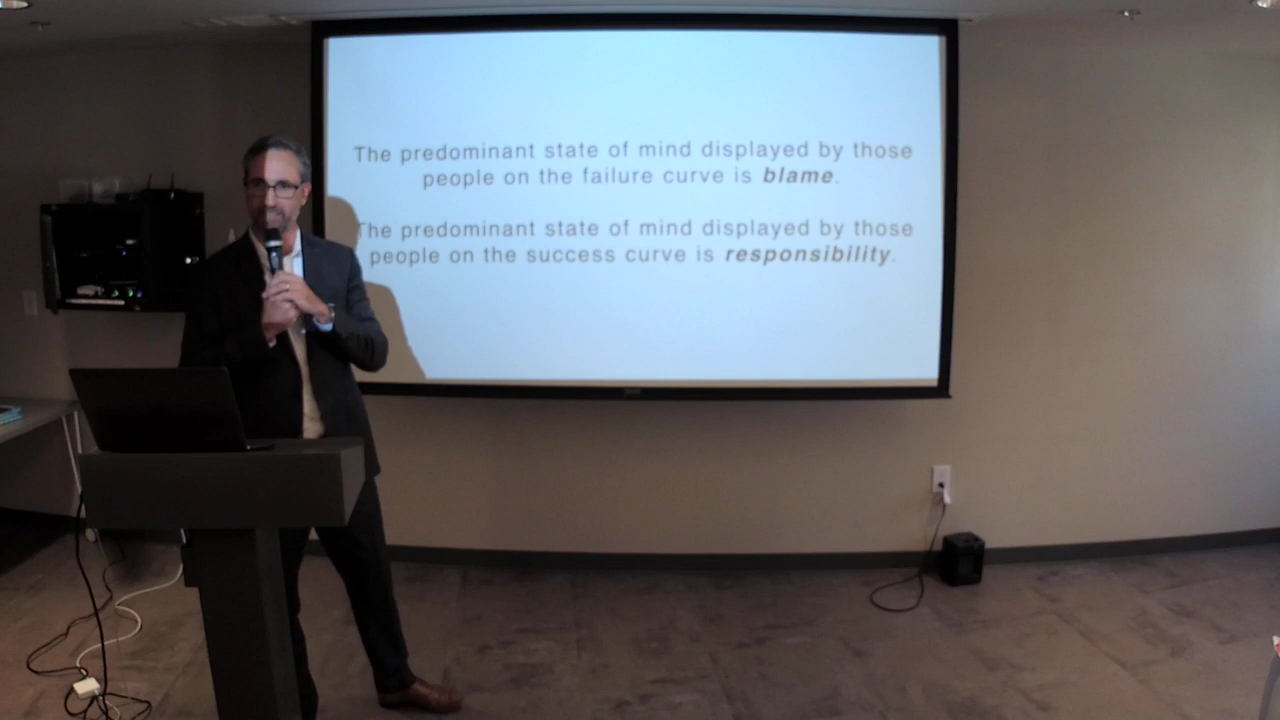 The predominant state of mind displayed by those
people on the failure curve is blame.
The predominant state of mind displayed by those
people on the success curve is responsibility.